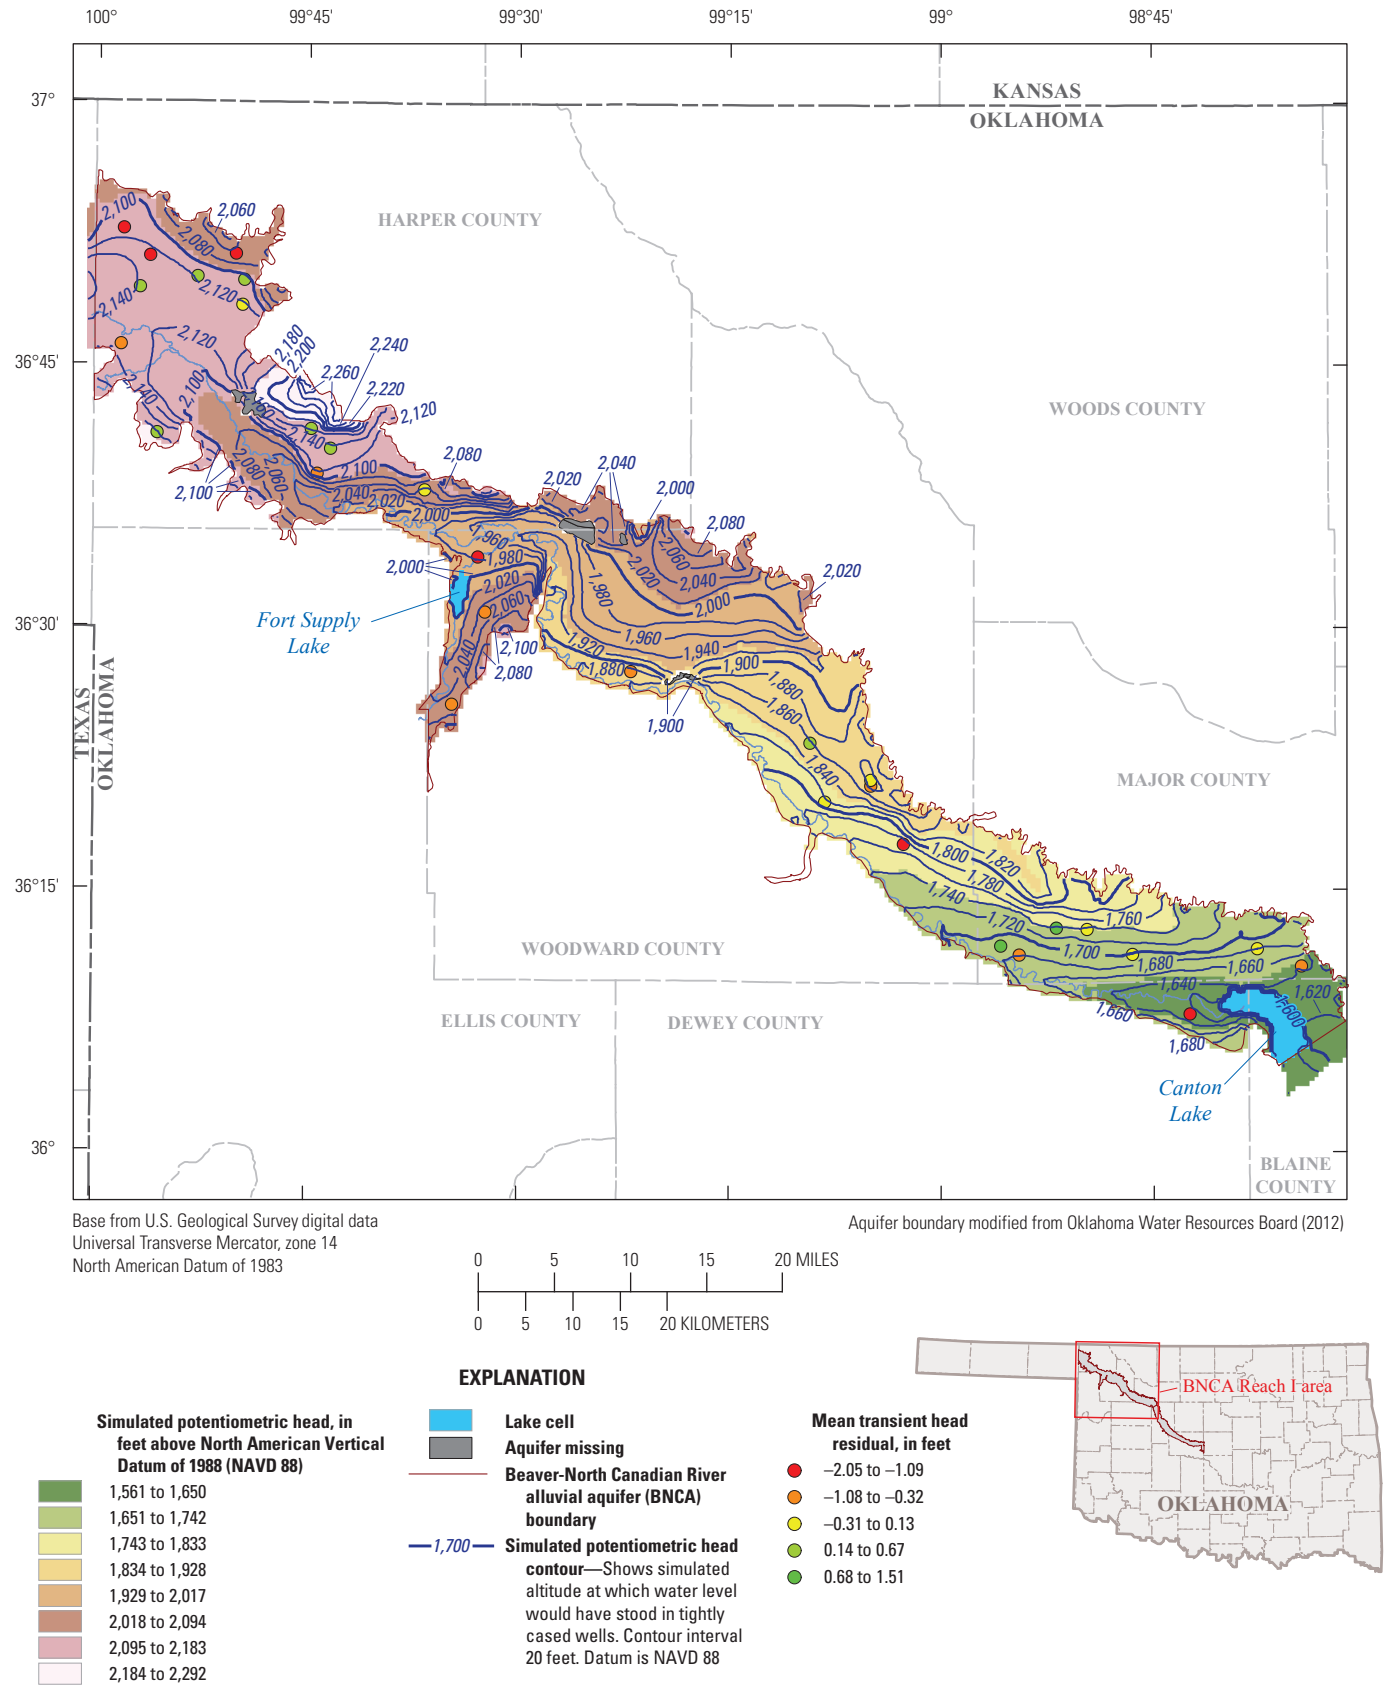 100°
99°45'
99°30'
99°15'
99°
98°45'
37°
36°45'
36°30'
36°15'
36°
KANSAS
OKLAHOMA
HARPER COUNTY
WOODS COUNTY
MAJOR COUNTY
WOODWARD COUNTY
ELLIS COUNTY
DEWEY COUNTY
BLAINE
COUNTY
TEXAS
OKLAHOMA
Fort Supply
Lake
Canton
Lake
2,100
2,060
2,080
2,120
2,140
2,120
2,180
2,200
2,240
2,260
2,220
2,120
2,140
2,100
2,160
2,140
2,100
2,080
2,060
2,100
2,080
2,040
2,020
2,000
2,020
2,040
2,000
2,080
2,060
2,020
2,040
2,020
2,000
1,960
1,980
2,000
2,020
2,060
2,040
2,100
2,080
1,980
1,960
1,940
1,920
1,880
1,900
1,900
1,880
1,860
1,840
1,800
1,820
1,780
1,760
1,740
1,720
1,700
1,680
1,660
1,640
1,620
1,600
1,660
1,680
Base from U.S. Geological Survey digital data
Universal Transverse Mercator, zone 14
North American Datum of 1983
Aquifer boundary modified from Oklahoma Water Resources Board (2012)
0 5 10 15 20 MILES
0 5 10 15 20 KILOMETERS
EXPLANATION
Simulated potentiometric head, in
feet above North American Vertical
Datum of 1988 (NAVD 88)
1,561 to 1,650
1,651 to 1,742
1,743 to 1,833
1,834 to 1,928
1,929 to 2,017
2,018 to 2,094
2,095 to 2,183
2,184 to 2,292
Lake cell
Aquifer missing
Beaver-North Canadian River
alluvial aquifer (BNCA)
boundary
1,700
Simulated potentiometric head
contour—Shows simulated
altitude at which water level
would have stood in tightly
cased wells. Contour interval
20 feet. Datum is NAVD 88
Mean transient head
residual, in feet
–2.05 to –1.09
–1.08 to –0.32
–0.31 to 0.13
0.14 to 0.67
0.68 to 1.51
BNCA Reach I area
OKLAHOMA